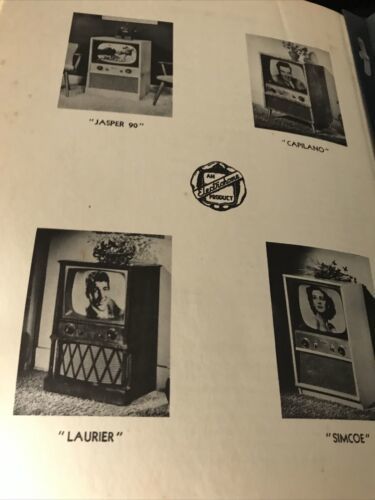 "JASPER 90"
"CAPILANO"
AN
Electrohome
PRODUCT
"LAURIER"
"SIMCOE"